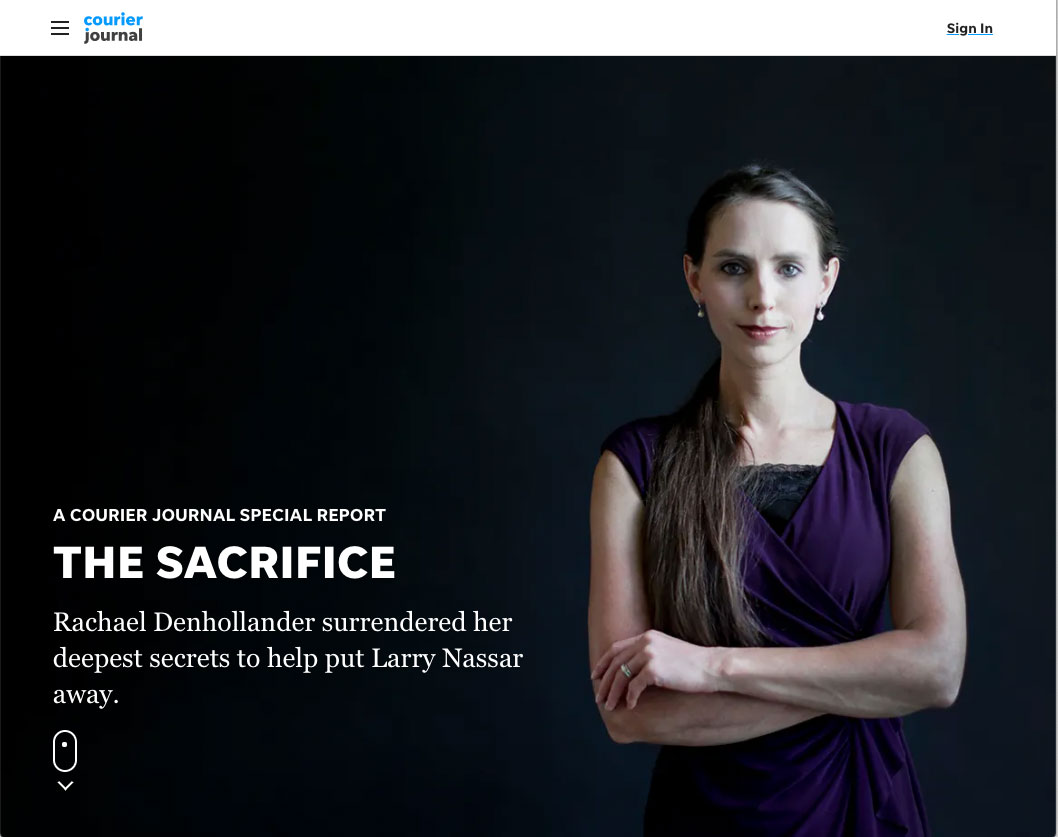 courier
journal
Sign In
A COURIER JOURNAL SPECIAL REPORT
THE SACRIFICE
Rachael Denhollander surrendered her
deepest secrets to help put Larry Nassar
away.